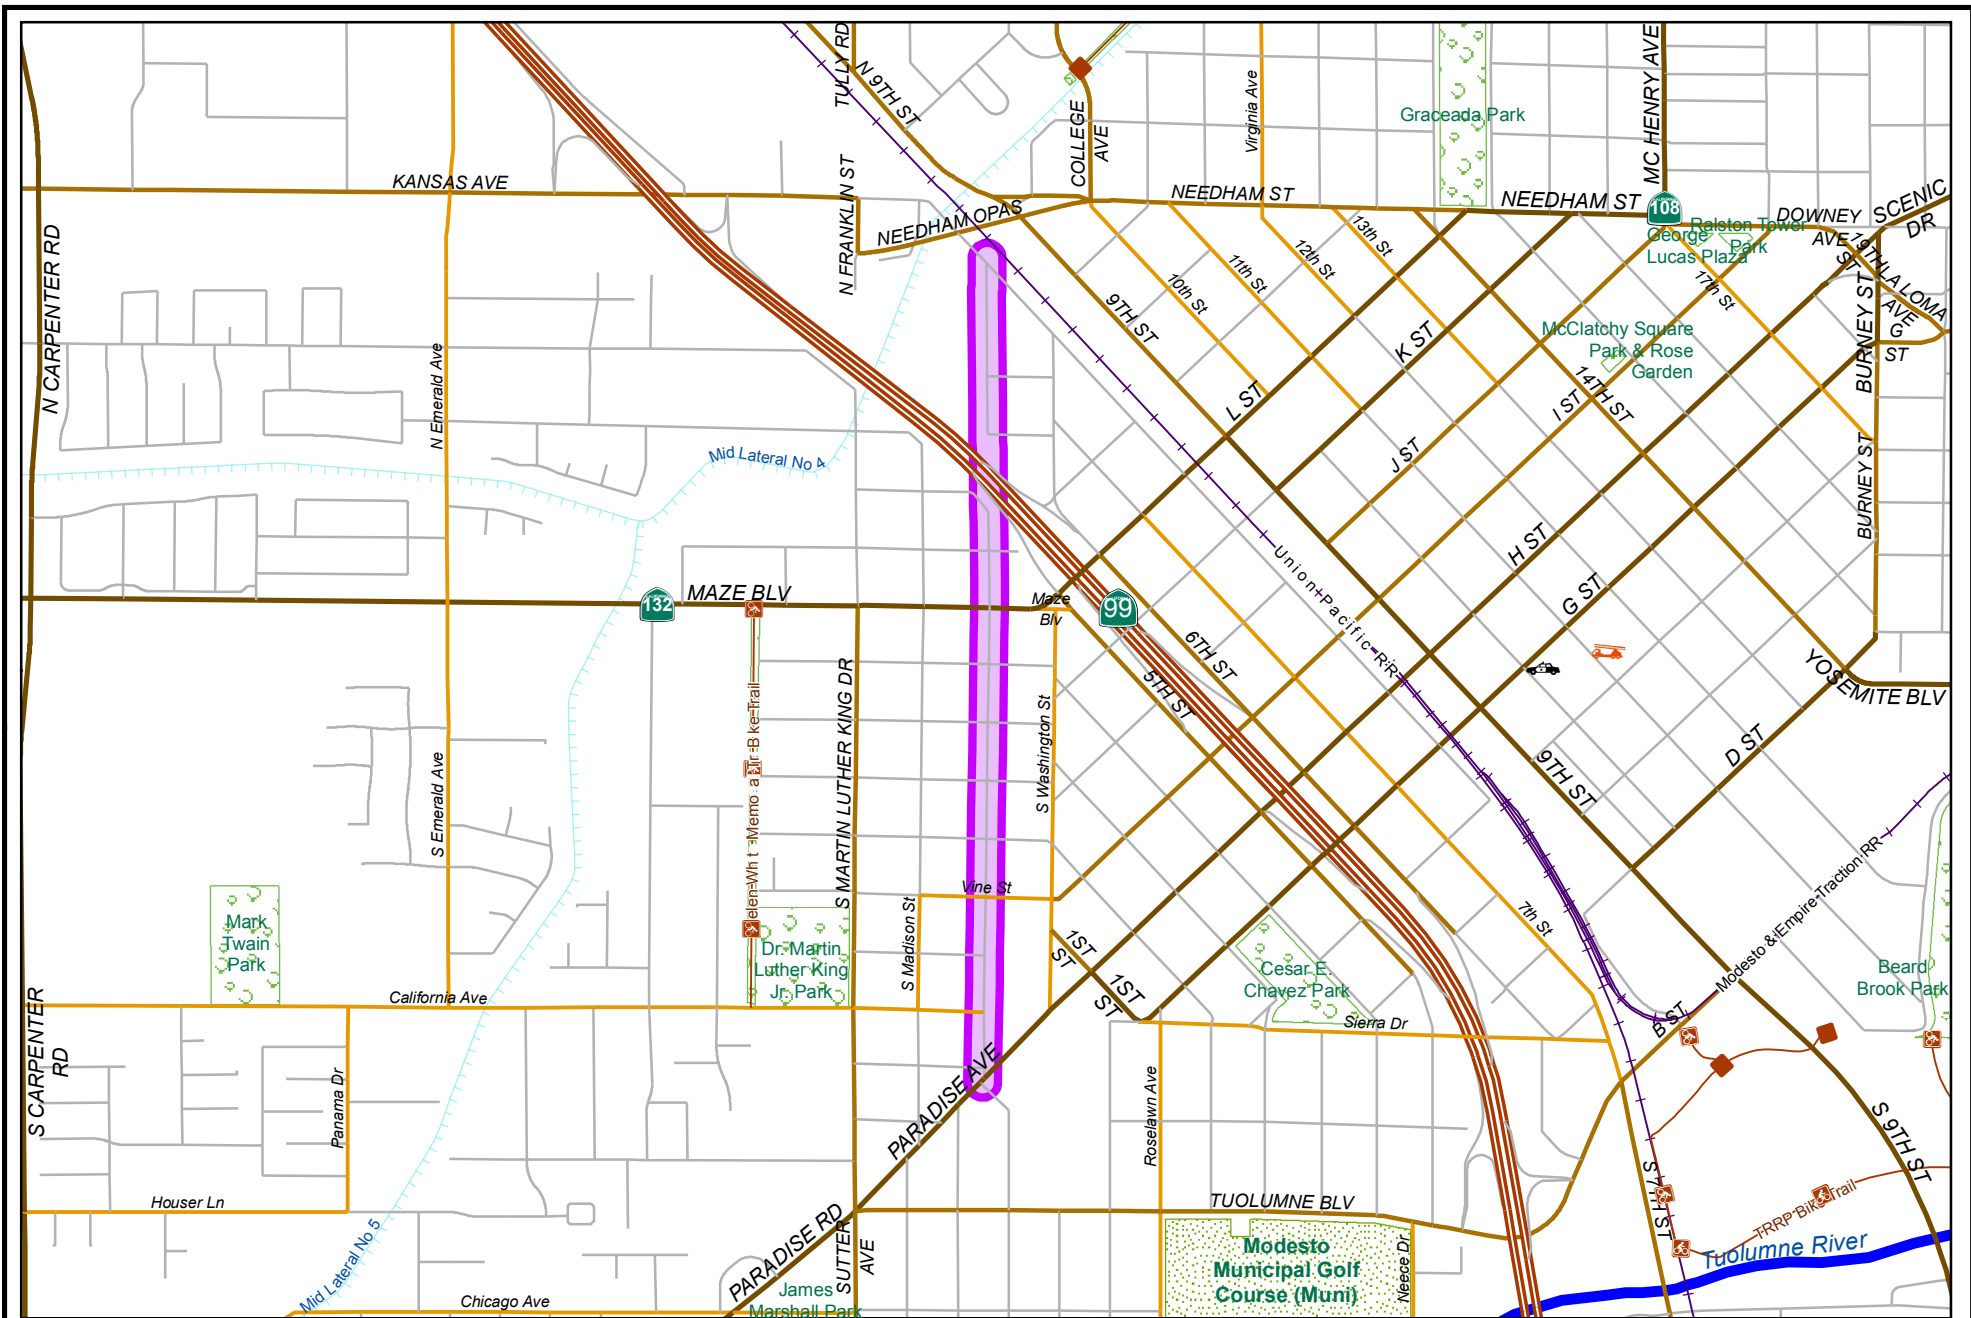 TULLY RD
N 9TH ST
COLLEGE
AVE
Virginia Ave
Graceada Park
MC HENRY AVE
KANSAS AVE
N FRANKLIN ST
NEEDHAM OPAS
NEEDHAM ST
NEEDHAM ST
108
DOWNEY
AVE
SCENIC
DR
Ralston Tower
Park
George
Lucas Plaza
19TH
ST
LA LOMA
AVE
G
ST
N CARPENTER RD
10th St
11th St
12th St
13th St
17th St
9TH ST
K ST
L ST
J ST
I ST
14TH ST
McClatchy Square
Park & Rose
Garden
BURNEY ST
BURNEY ST
N Emerald Ave
Mid Lateral No 4
H ST
G ST
Union Pacific RR
MAZE BLV
132
Maze
Blv
99
6TH ST
5TH ST
YOSEMITE BLV
S MARTIN LUTHER KING DR
S Washington St
S Emerald Ave
D ST
9TH ST
Modesto & Empire Traction RR
Vine St
S Madison St
1ST
ST
1ST
ST
7th St
Mark
Twain
Park
Dr. Martin
Luther King
Jr. Park
Cesar E.
Chavez Park
Beard
Brook Park
California Ave
Sierra Dr
B ST
S CARPENTER
RD
Panama Dr
PARADISE AVE
Roselawn Ave
S 9TH ST
S 7TH ST
Houser Ln
TUOLUMNE BLV
TRRP Bike Trail
Tuolumne River
Mid Lateral No 5
PARADISE RD
SUTTER
AVE
Modesto
Municipal Golf
Course (Muni)
Neece Dr
Chicago Ave
James
Marshall Park